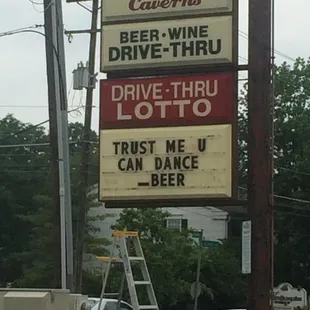 Caverns
BEER · WINE
DRIVE-THRU
DRIVE-THRU
LOTTO
TRUST ME U
CAN DANCE
_BEER